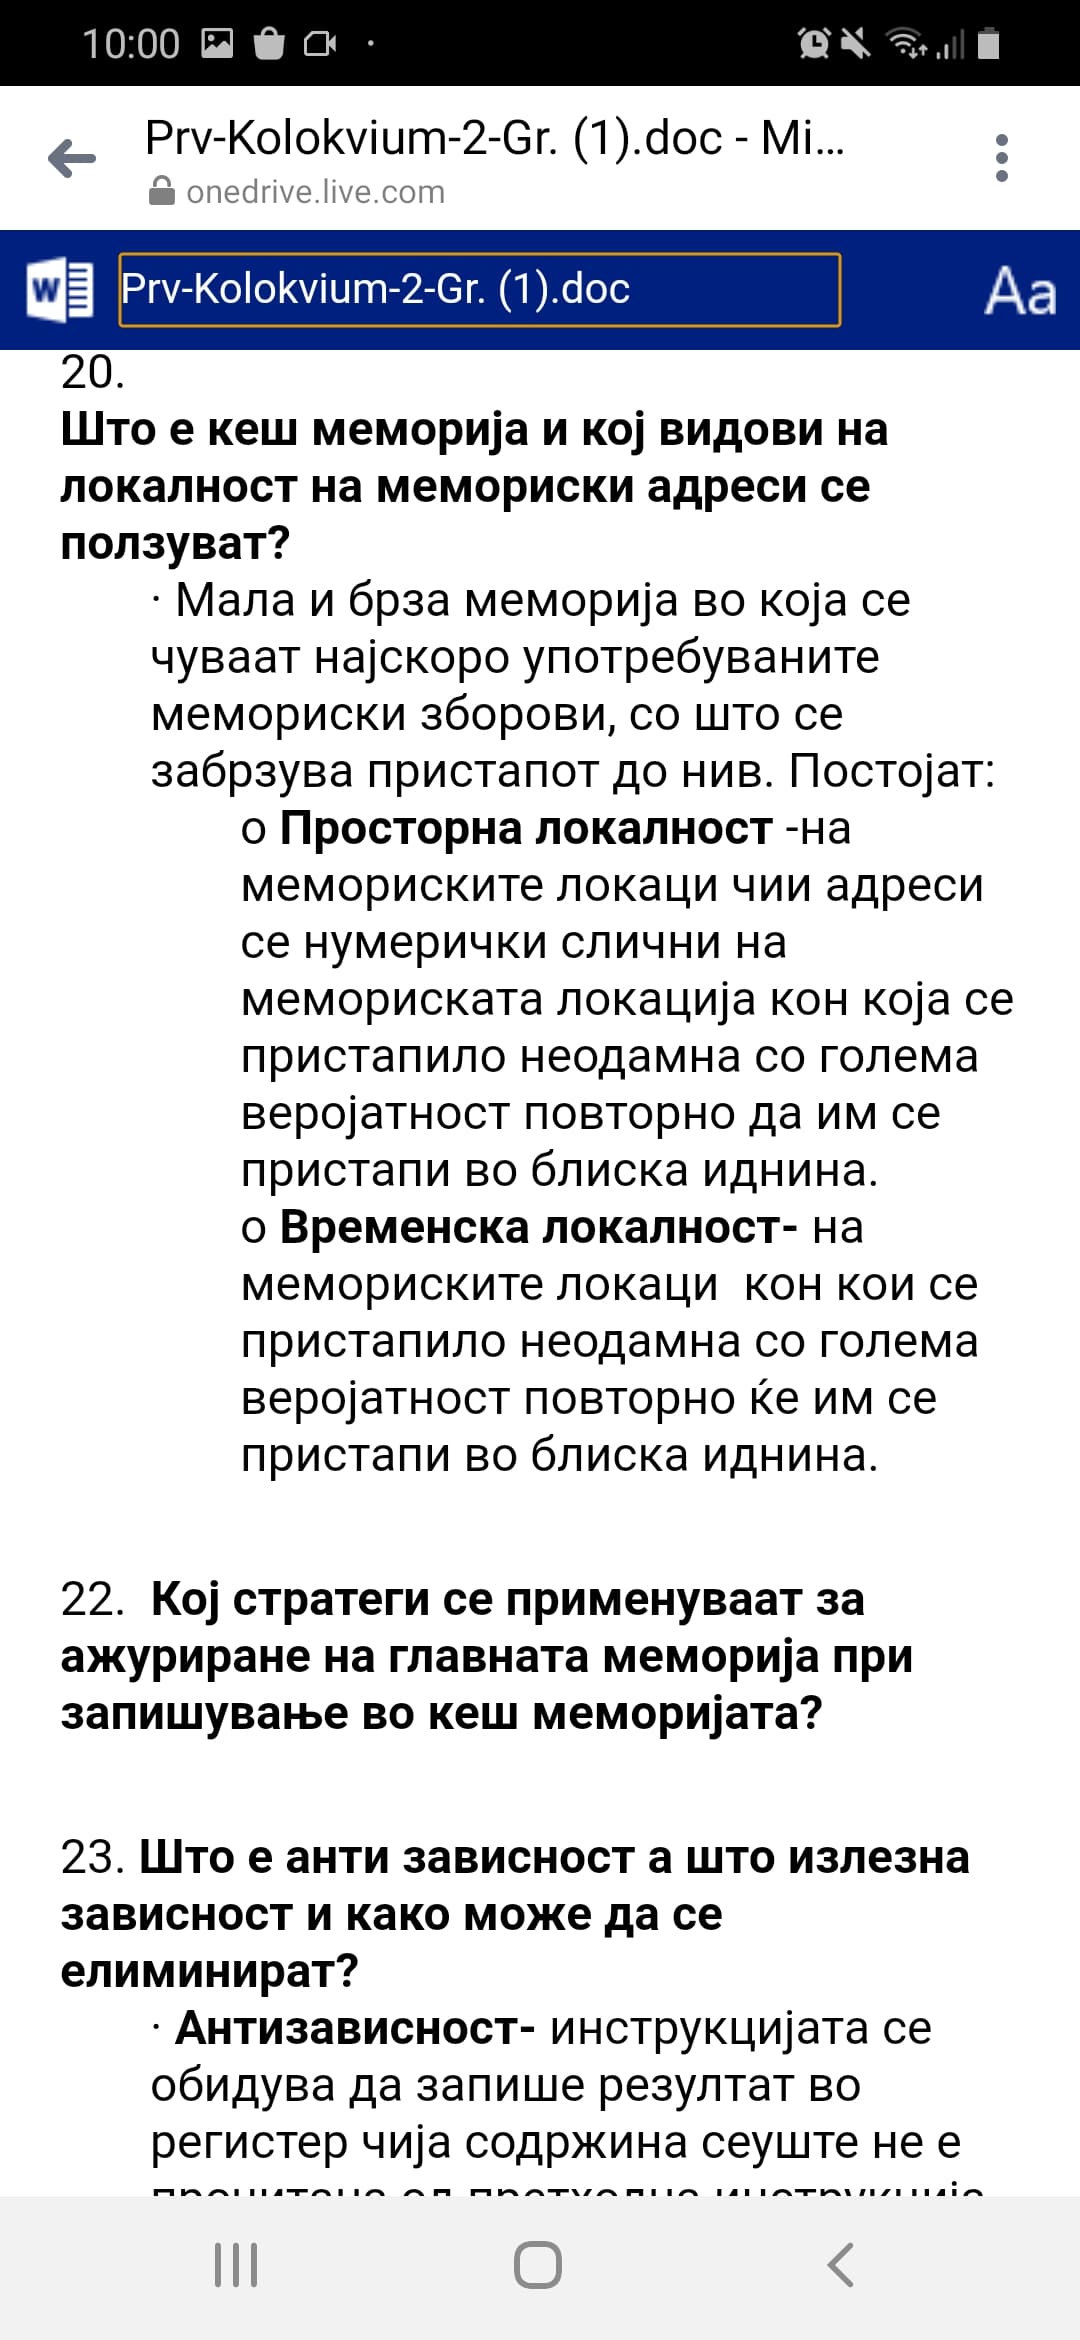 10:00
Prv-Kolokvium-2-Gr. (1).doc - Mi...
onedrive.live.com
Prv-Kolokvium-2-Gr. (1).doc
Aa
20.
Што е кеш меморија и кој видови на
локалност на мемориски адреси се
ползуват?
· Мала и брза меморија во која се
чуваат најскоро употребуваните
мемориски зборови, со што се
забрзува пристапот до нив. Постојат:
o Просторна локалност -на
мемориските локаци чии адреси
се нумерички слични на
мемориската локација кон која се
пристапило неодамна со голема
веројатност повторно да им се
пристапи во блиска иднина.
o Временска локалност- на
мемориските локаци  кон кои се
пристапило неодамна со голема
веројатност повторно ќе им се
пристапи во блиска иднина.
22.  Кој стратеги се применуваат за
ажуриране на главната меморија при
запишување во кеш меморијата?
23. Што е анти зависност а што излезна
зависност и како може да се
елиминират?
· Антизависност- инструкцијата се
обидува да запише резултат во
регистер чија содржина сеуште не е